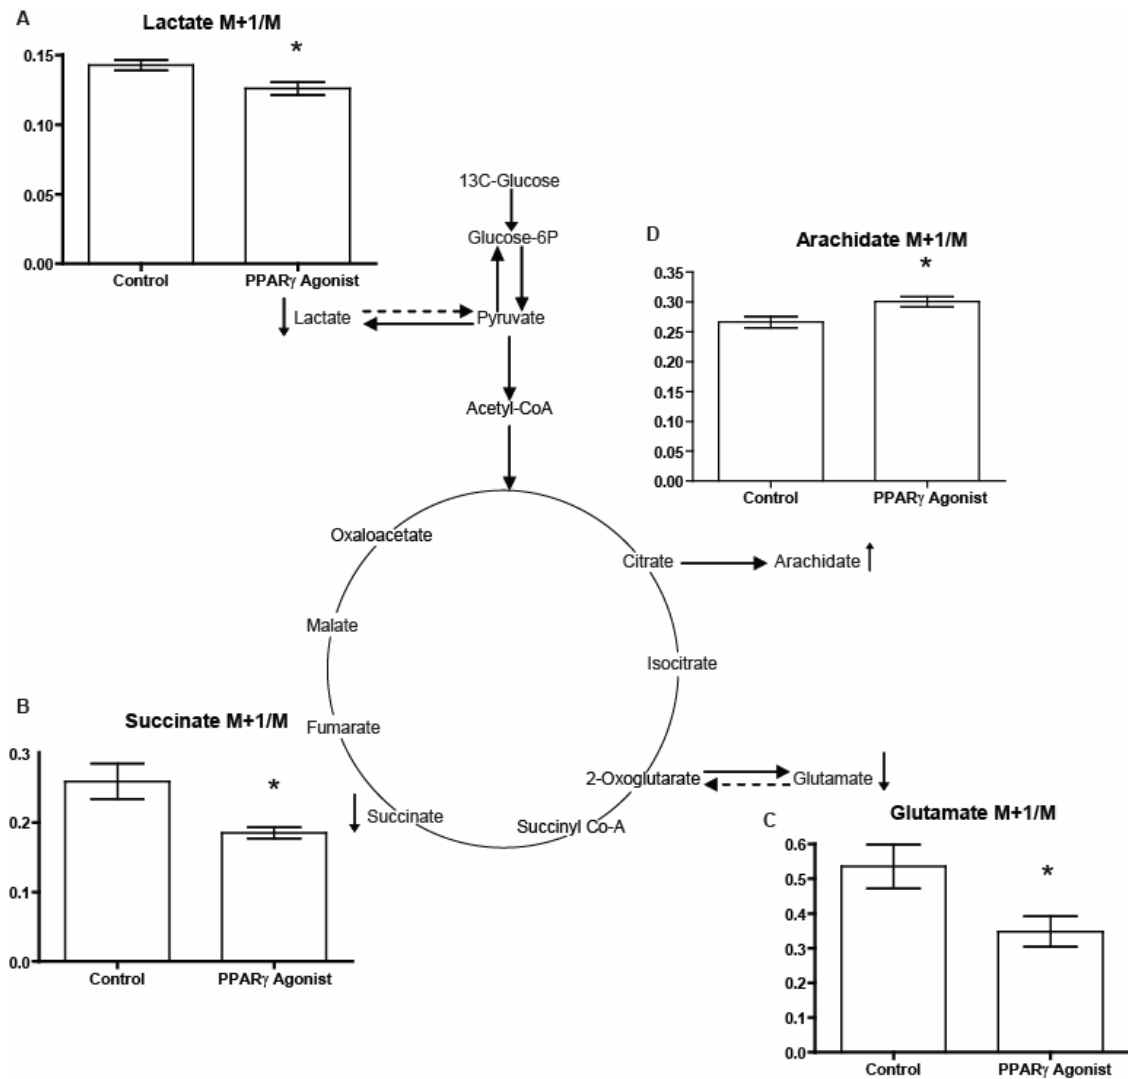 A
Lactate M+1/M
*
0.15
0.10
0.05
0.00
Control
PPARγ Agonist
13C-Glucose
Glucose-6P
Lactate
Pyruvate
Acetyl-CoA
D
Arachidate M+1/M
*
0.35
0.30
0.25
0.20
0.15
0.10
0.05
0.00
Control
PPARγ Agonist
Oxaloacetate
Citrate
Arachidate
Malate
Isocitrate
Fumarate
2-Oxoglutarate
Glutamate
Succinate
Succinyl Co-A
B
Succinate M+1/M
*
0.3
0.2
0.1
0.0
Control
PPARγ Agonist
C
Glutamate M+1/M
*
0.6
0.5
0.4
0.3
0.2
0.1
0.0
Control
PPARγ Agonist